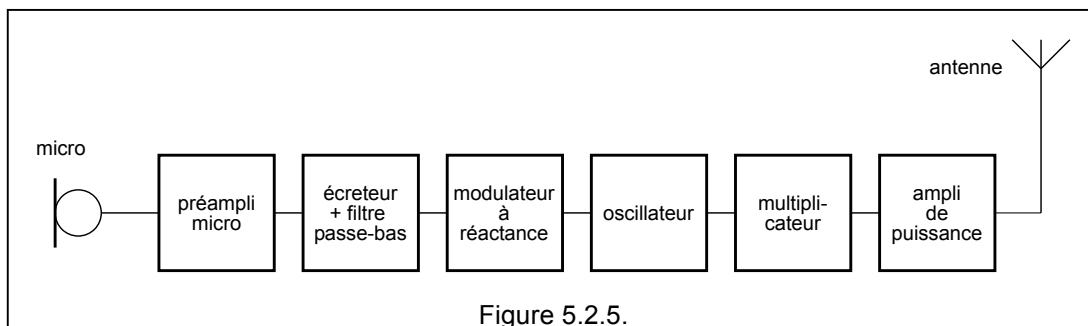 antenne
micro
préampli
micro
écreteur
+ filtre
passe-bas
modulateur
à
réactance
oscillateur
multipli-
cateur
ampli
de
puissance
Figure 5.2.5.